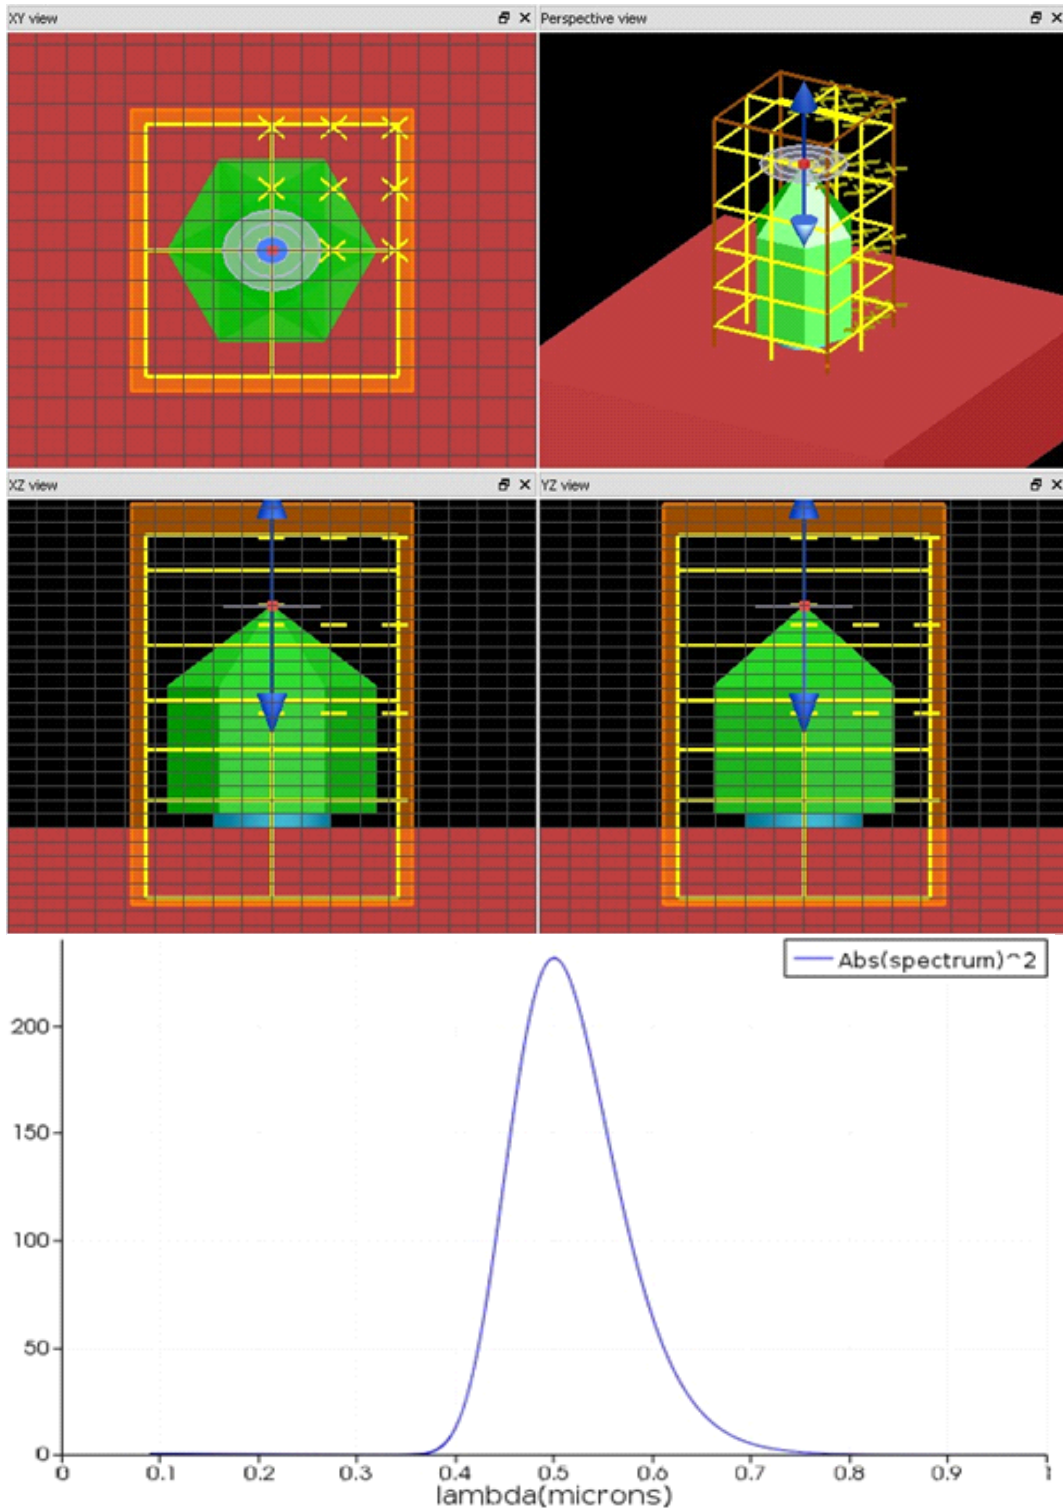 XY view
Perspective view
XZ view
YZ view
Abs(spectrum)^2
200
150
100
50
0
0 0.1 0.2 0.3 0.4 0.5 0.6 0.7 0.8 0.9 1
lambda(microns)